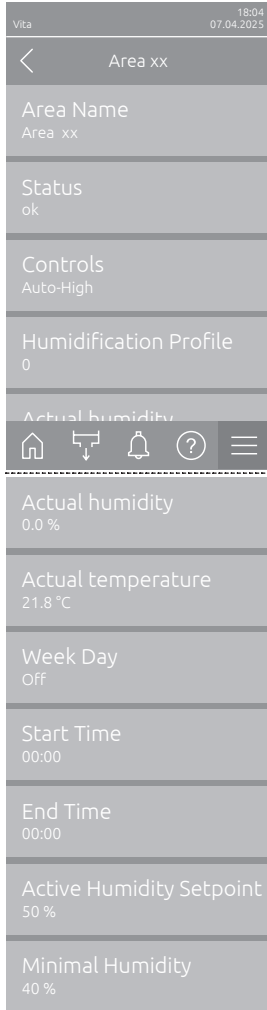 18:04
Vita
07.04.2025
Area xx
Area Name
Area xx
Status
ok
Controls
Auto-High
Humidification Profile
0
Actual humidity
?
Actual humidity
0.0 %
Actual temperature
21.8 °C
Week Day
Off
Start Time
00:00
End Time
00:00
Active Humidity Setpoint
50 %
Minimal Humidity
40 %